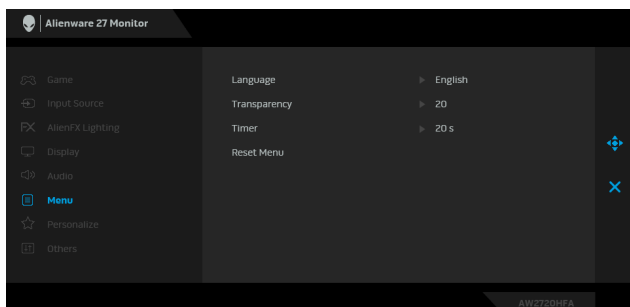 Alienware 27 Monitor
Game
Input Source
AlienFX Lighting
Display
Audio
Menu
Personalize
Others
Language English
Transparency 20
Timer 20 s
Reset Menu
AW2720HFA